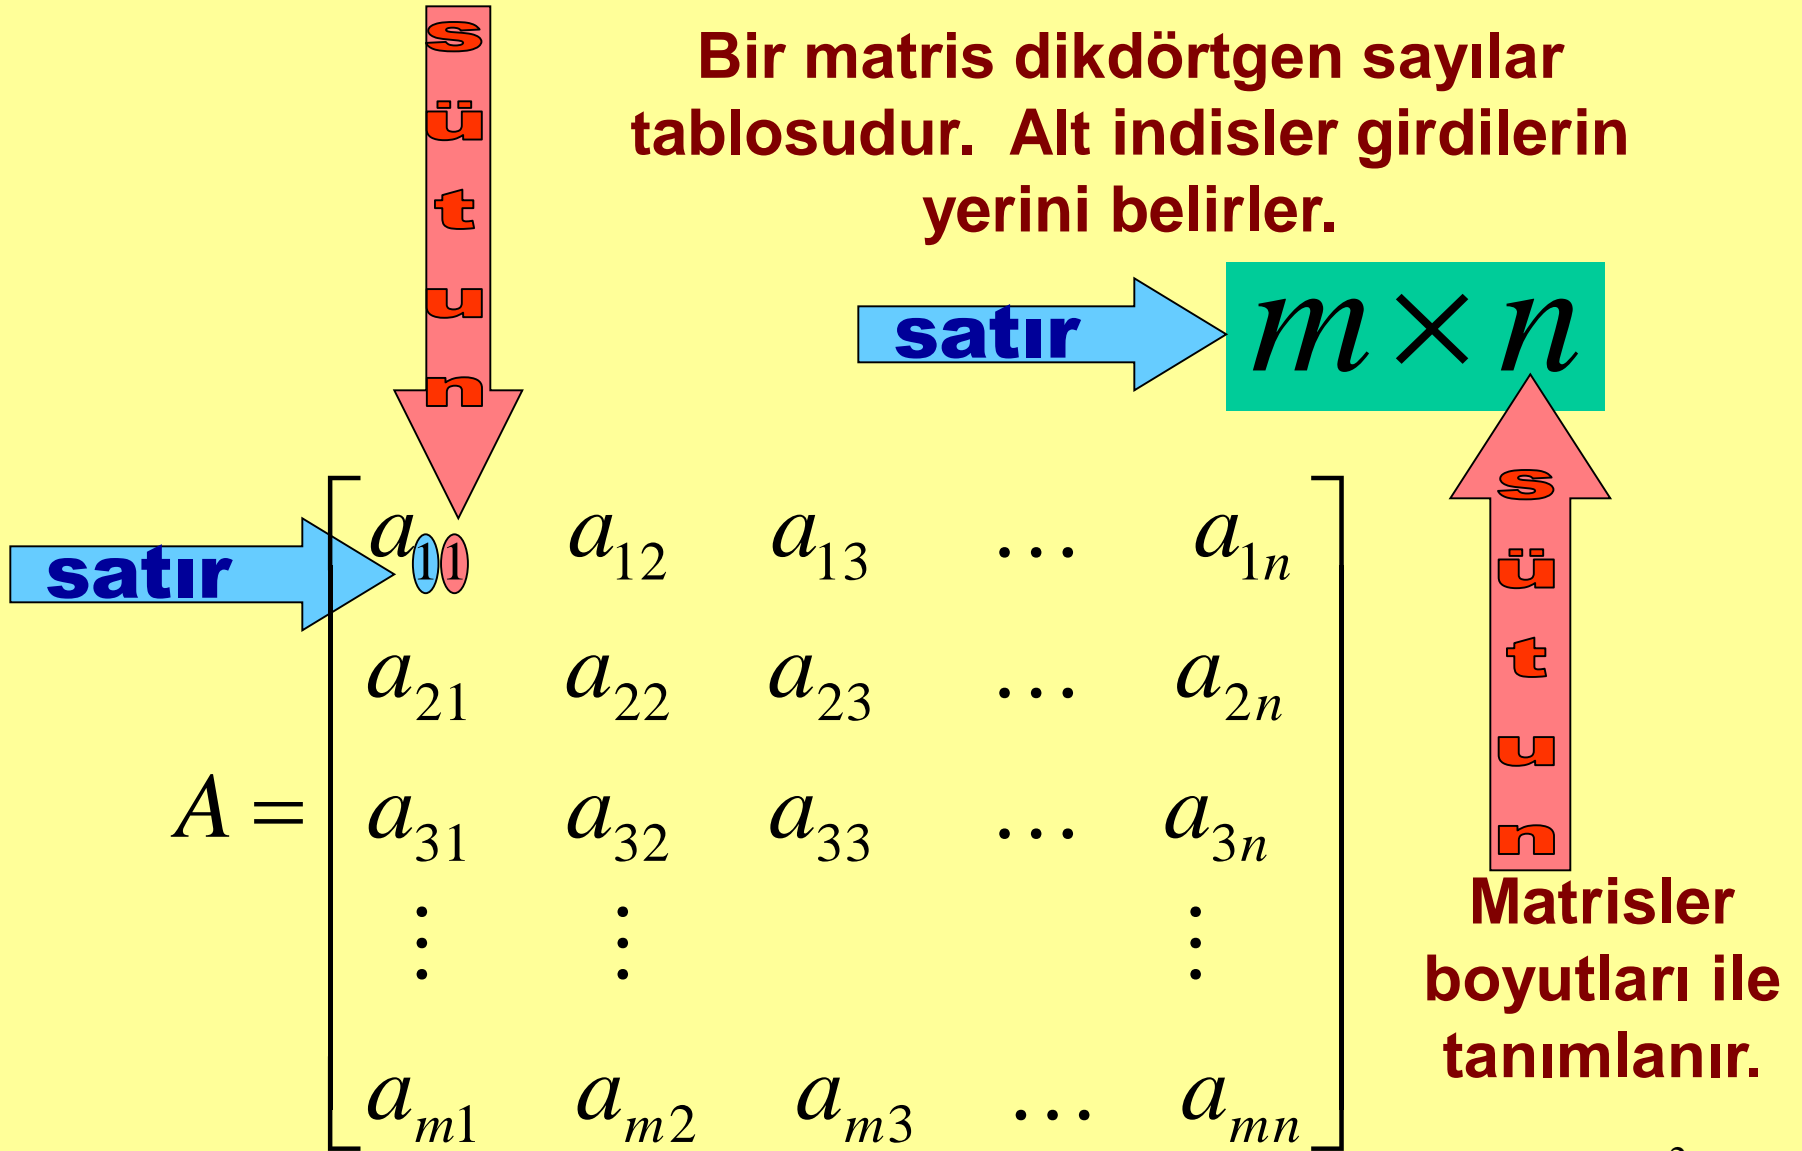 sütun
Bir matris dikdörtgen sayılar
tablosudur. Alt indisler girdilerin
yerini belirler.
satır
m × n
sütun
satır
A =
a₁₁ a₁₂ a₁₃ … a₁ₙ
a₂₁ a₂₂ a₂₃ … a₂ₙ
a₃₁ a₃₂ a₃₃ … a₃ₙ
⋮ ⋮ ⋮
aₘ₁ aₘ₂ aₘ₃ … aₘₙ
Matrisler
boyutları ile
tanımlanır.